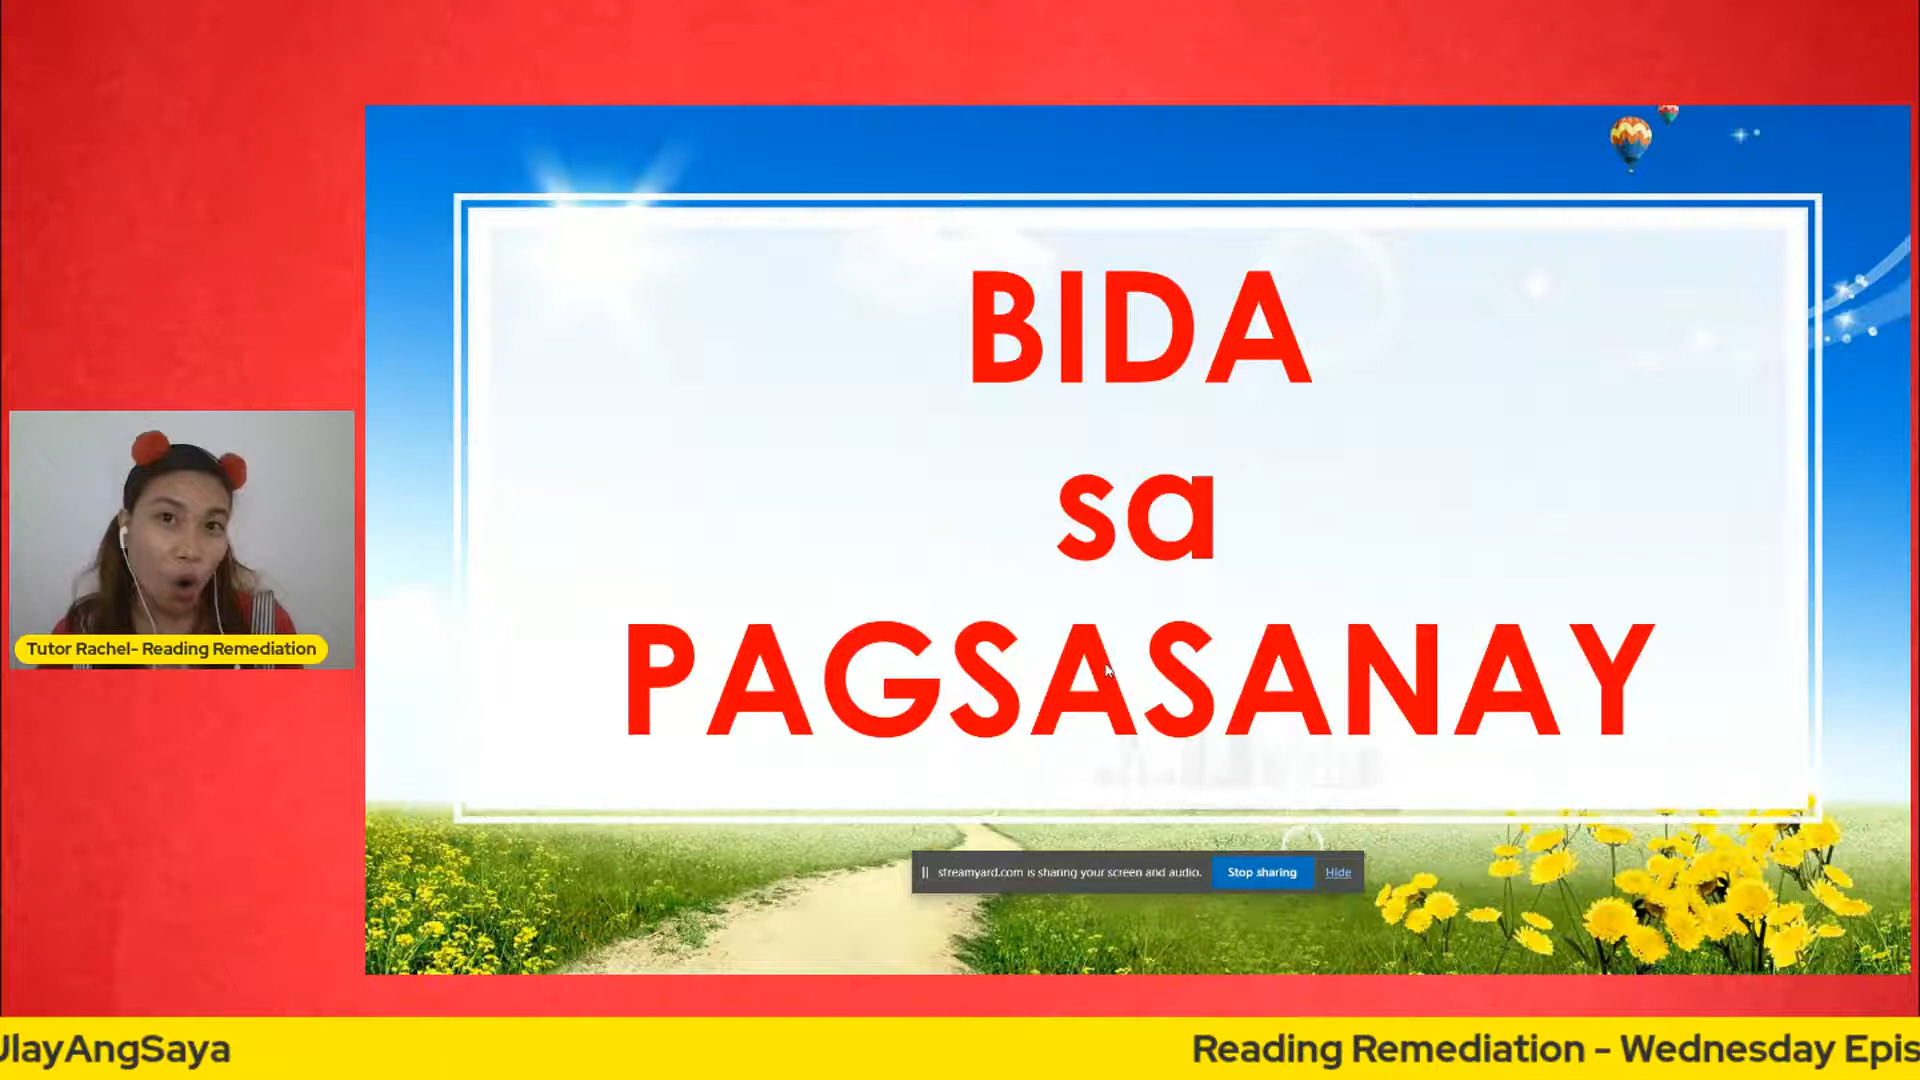 BIDA
sa
PAGSASANAY
Tutor Rachel- Reading Remediation
streamyard.com is sharing your screen and audio.
Stop sharing
Hide
UlayAngSaya
Reading Remediation - Wednesday Epis